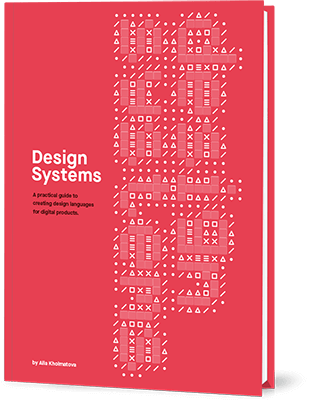 Design
Systems
A practical guide to
creating design languages
for digital products.
by Alla Kholmatova